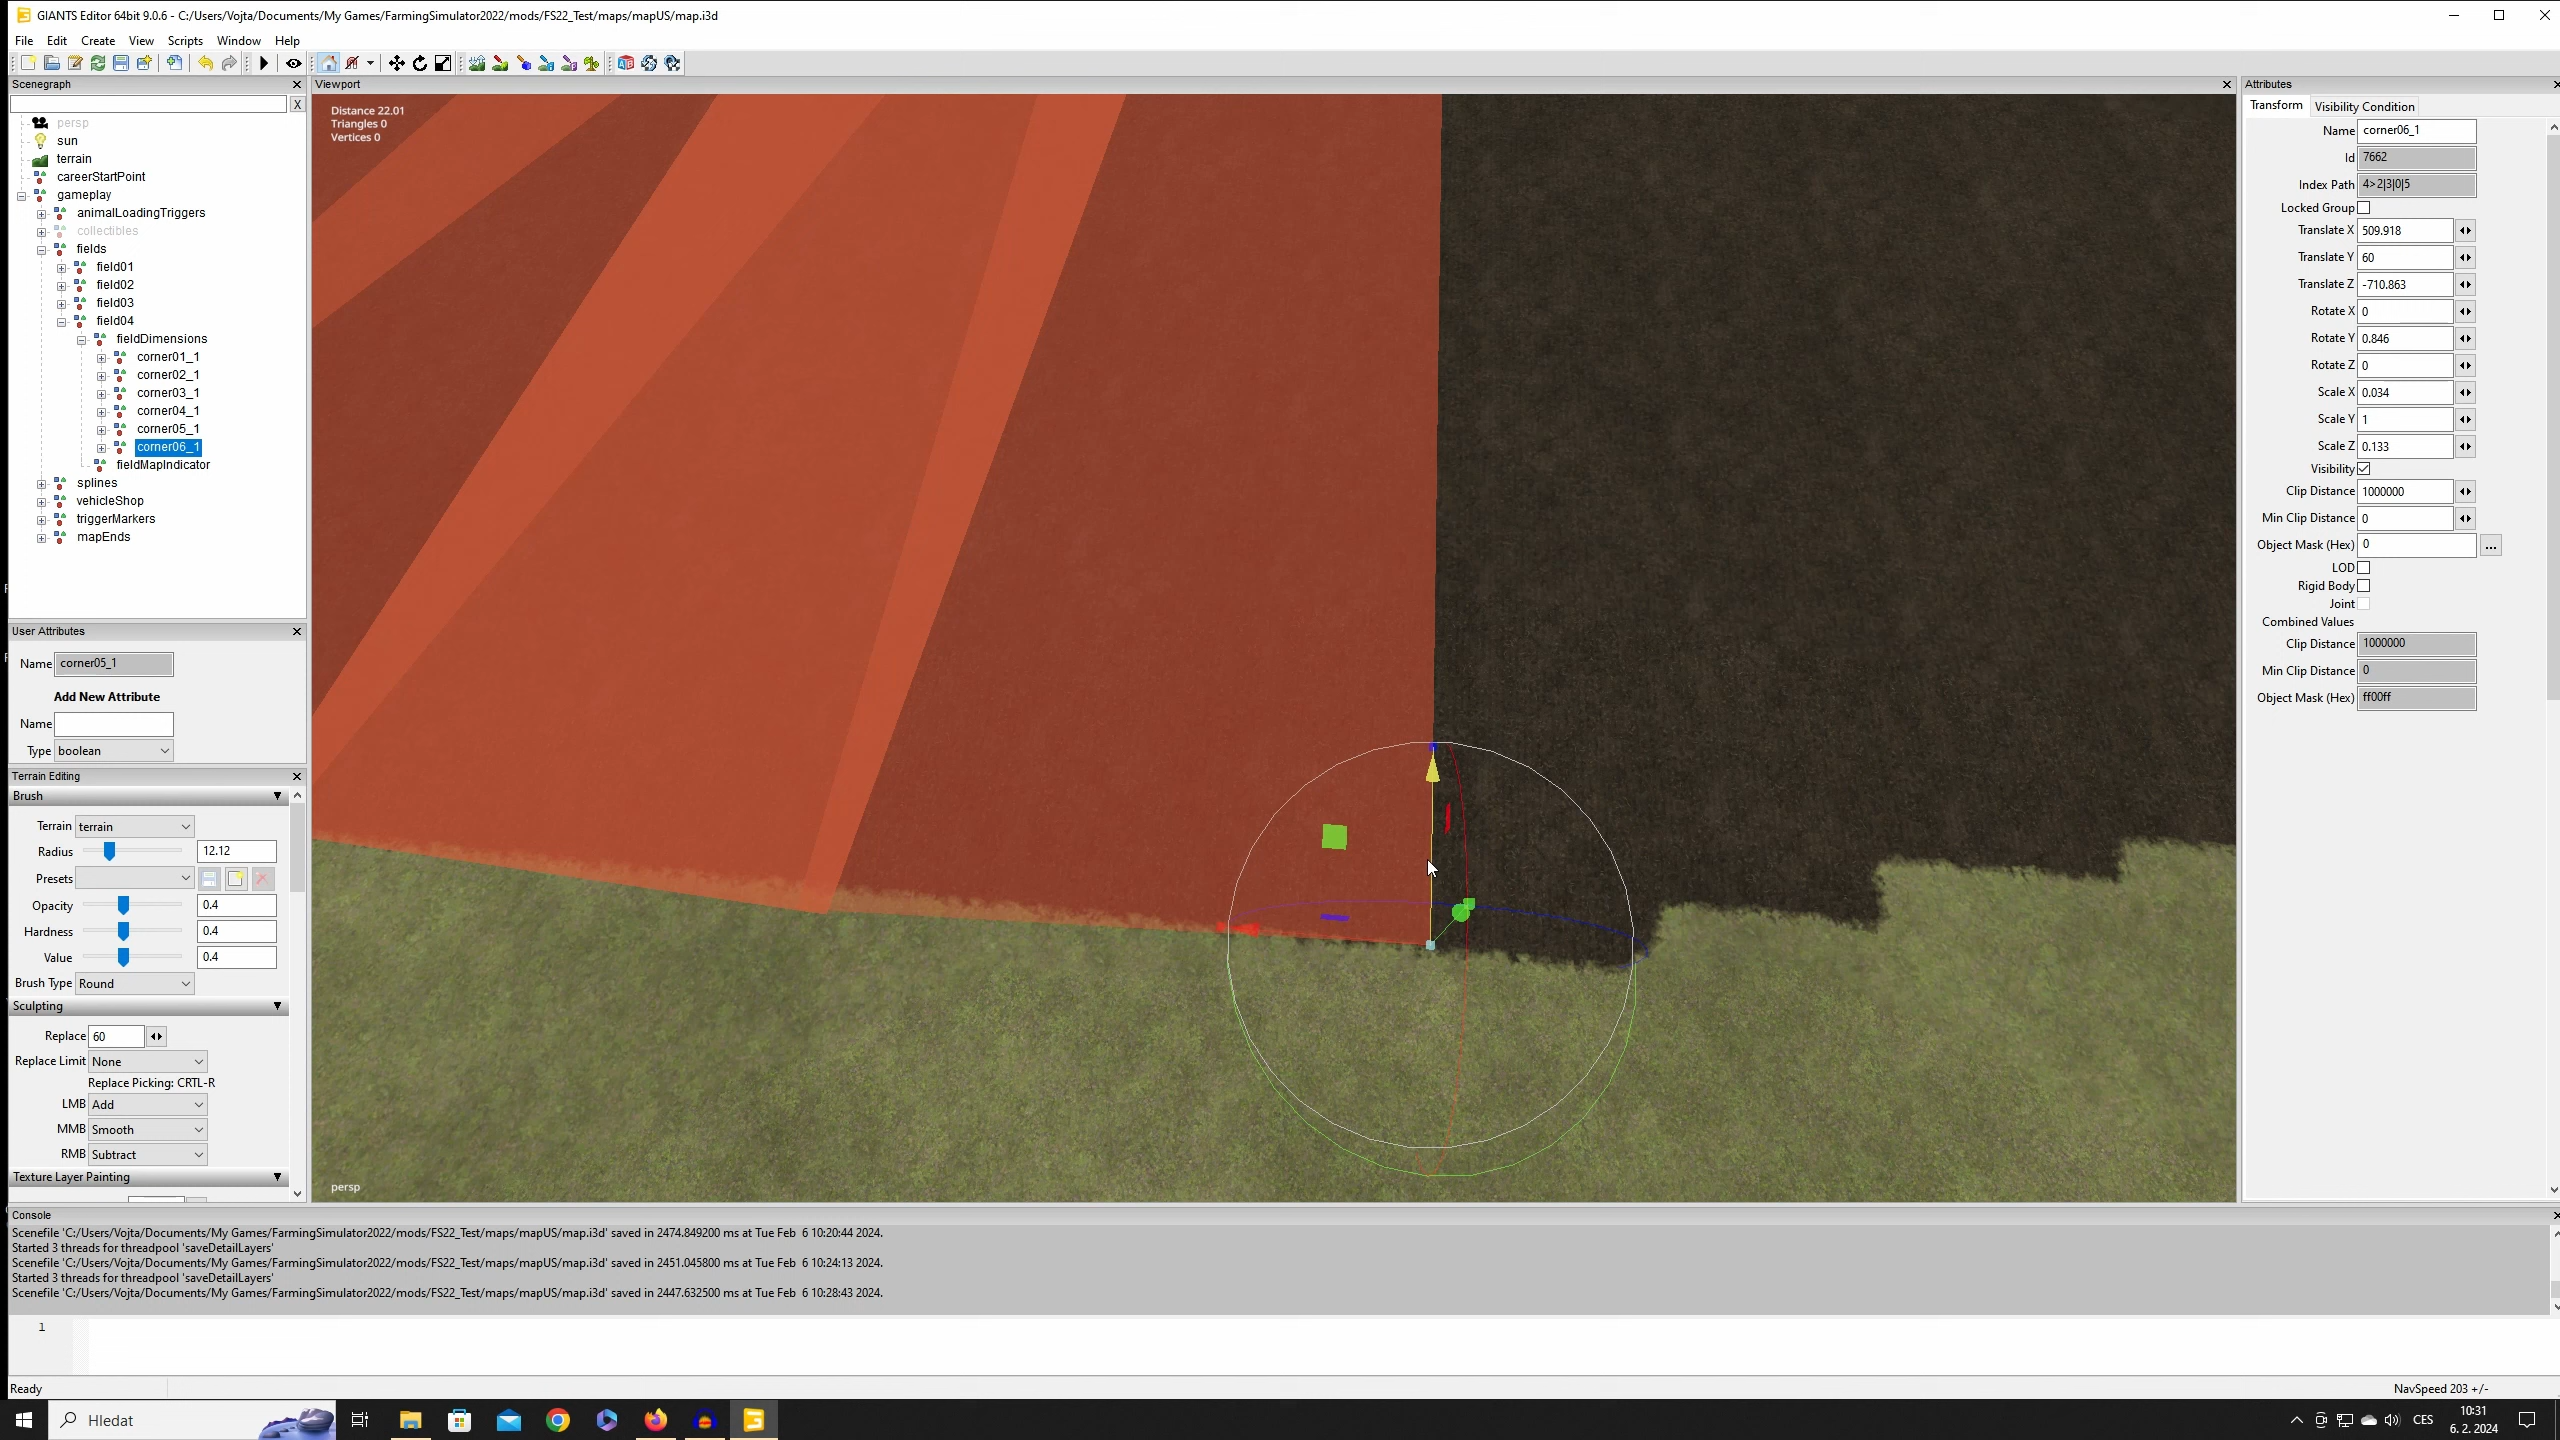 GIANTS Editor 64bit 9.0.6 - C:/Users/Vojta/Documents/My Games/FarmingSimulator2022/mods/FS22_Test/maps/mapUS/map.i3d
File Edit Create View Scripts Window Help
Scenegraph
X
persp
sun
terrain
careerStartPoint
gameplay
animalLoadingTriggers
collectibles
fields
field01
field02
field03
field04
fieldDimensions
corner01_1
corner02_1
corner03_1
corner04_1
corner05_1
corner06_1
fieldMapIndicator
splines
vehicleShop
triggerMarkers
mapEnds
User Attributes
Name corner05_1
Add New Attribute
Name
Type boolean
Terrain Editing
Brush
Terrain terrain
Radius 12.12
Presets
Opacity 0.4
Hardness 0.4
Value 0.4
Brush Type Round
Sculpting
Replace 60
Replace Limit None
Replace Picking: CRTL-R
LMB Add
MMB Smooth
RMB Subtract
Texture Layer Painting
Viewport
Distance 22.01
Triangles 0
Vertices 0
persp
Attributes
Transform Visibility Condition
Name corner06_1
Id 7662
Index Path 4>2|3|0|5
Locked Group
Translate X 509.918
Translate Y 60
Translate Z -710.863
Rotate X 0
Rotate Y 0.846
Rotate Z 0
Scale X 0.034
Scale Y 1
Scale Z 0.133
Visibility
Clip Distance 1000000
Min Clip Distance 0
Object Mask (Hex) 0 ...
LOD
Rigid Body
Joint
Combined Values
Clip Distance 1000000
Min Clip Distance 0
Object Mask (Hex) ff00ff
Console
Scenefile 'C:/Users/Vojta/Documents/My Games/FarmingSimulator2022/mods/FS22_Test/maps/mapUS/map.i3d' saved in 2474.849200 ms at Tue Feb 6 10:20:44 2024.
Started 3 threads for threadpool 'saveDetailLayers'
Scenefile 'C:/Users/Vojta/Documents/My Games/FarmingSimulator2022/mods/FS22_Test/maps/mapUS/map.i3d' saved in 2451.045800 ms at Tue Feb 6 10:24:13 2024.
Started 3 threads for threadpool 'saveDetailLayers'
Scenefile 'C:/Users/Vojta/Documents/My Games/FarmingSimulator2022/mods/FS22_Test/maps/mapUS/map.i3d' saved in 2447.632500 ms at Tue Feb 6 10:28:43 2024.
1
Ready
NavSpeed 203 +/-
Hledat
CES
10:31
6. 2. 2024